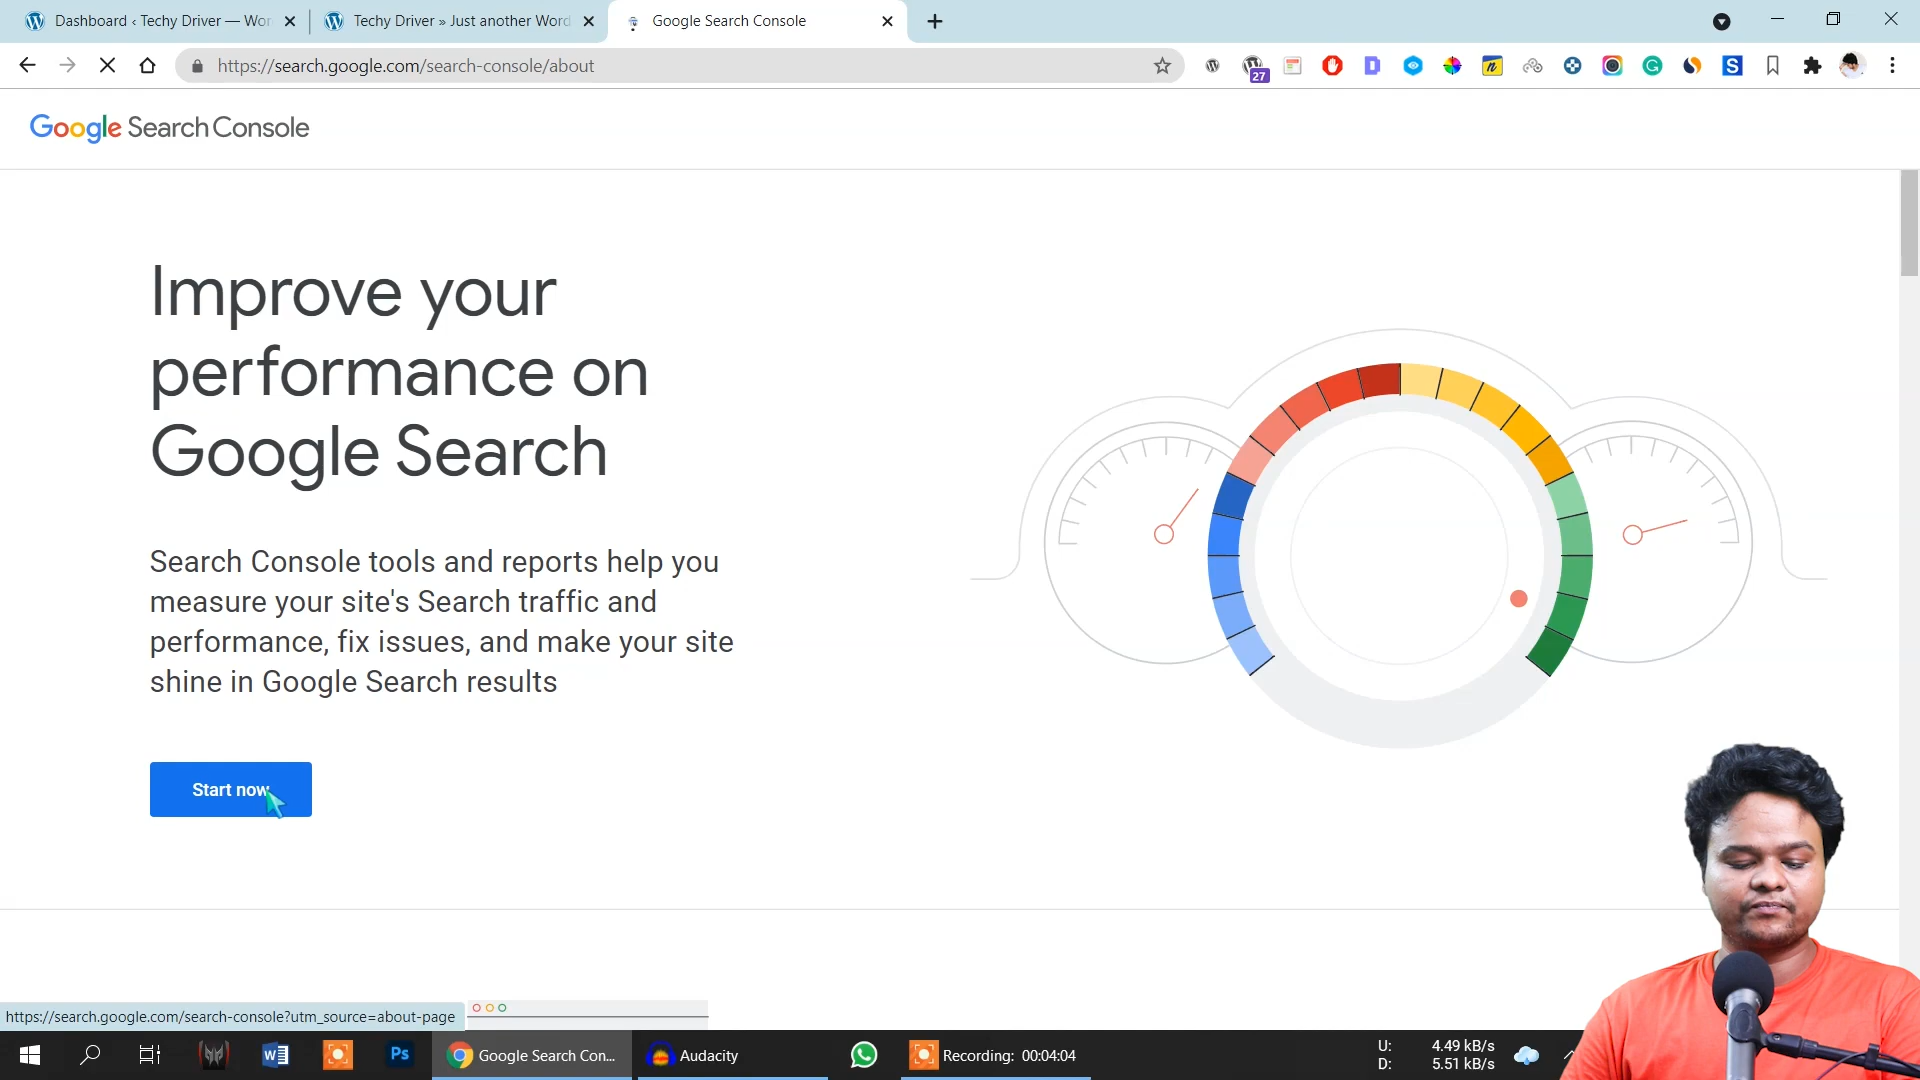 Dashboard ‹ Techy Driver — Wor
Techy Driver » Just another Word
Google Search Console
https://search.google.com/search-console/about
27
Google Search Console
Improve your
performance on
Google Search
Search Console tools and reports help you
measure your site's Search traffic and
performance, fix issues, and make your site
shine in Google Search results
Start now
https://search.google.com/search-console?utm_source=about-page
Ps
Google Search Con...
Audacity
Recording: 00:04:04
U: 4.49 kB/s
D: 5.51 kB/s